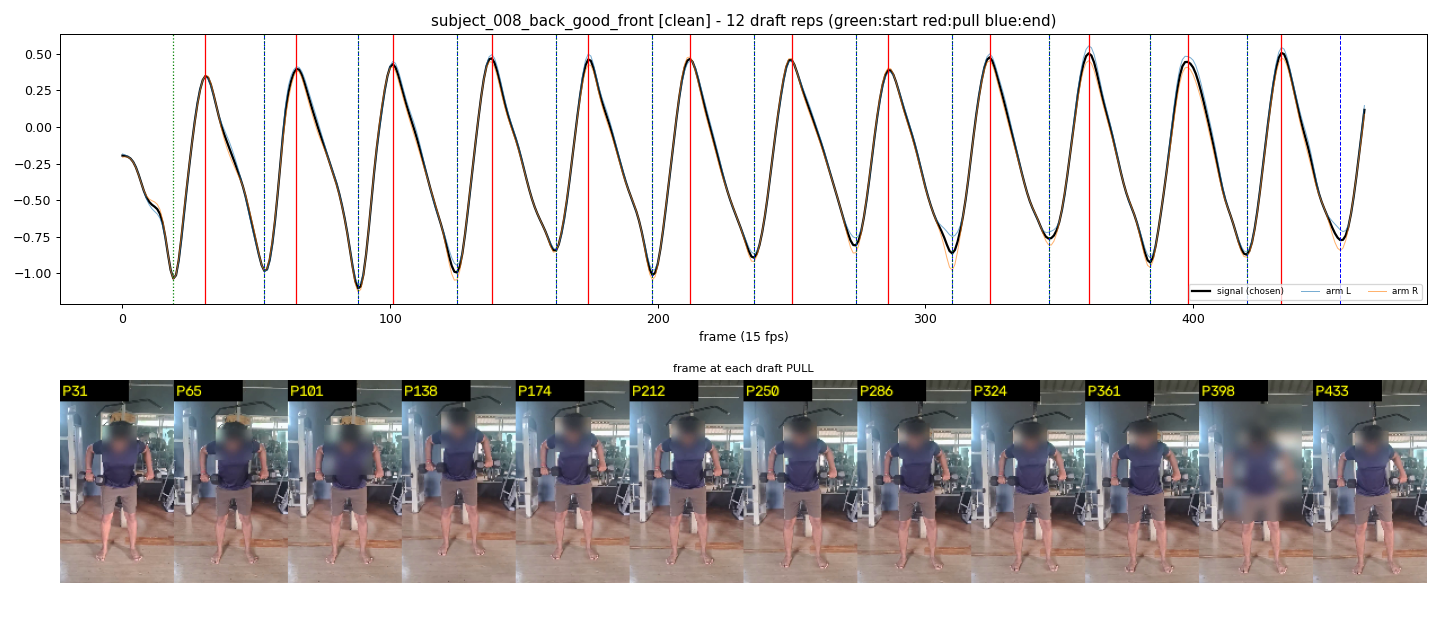 subject_008_back_good_front [clean] - 12 draft reps (green:start red:pull blue:end)
0.50
0.25
0.00
−0.25
−0.50
−0.75
−1.00
signal (chosen) arm L arm R
0 100 200 300 400
frame (15 fps)
frame at each draft PULL
P31 P65 P101 P138 P174 P212 P250 P286 P324 P361 P398 P433